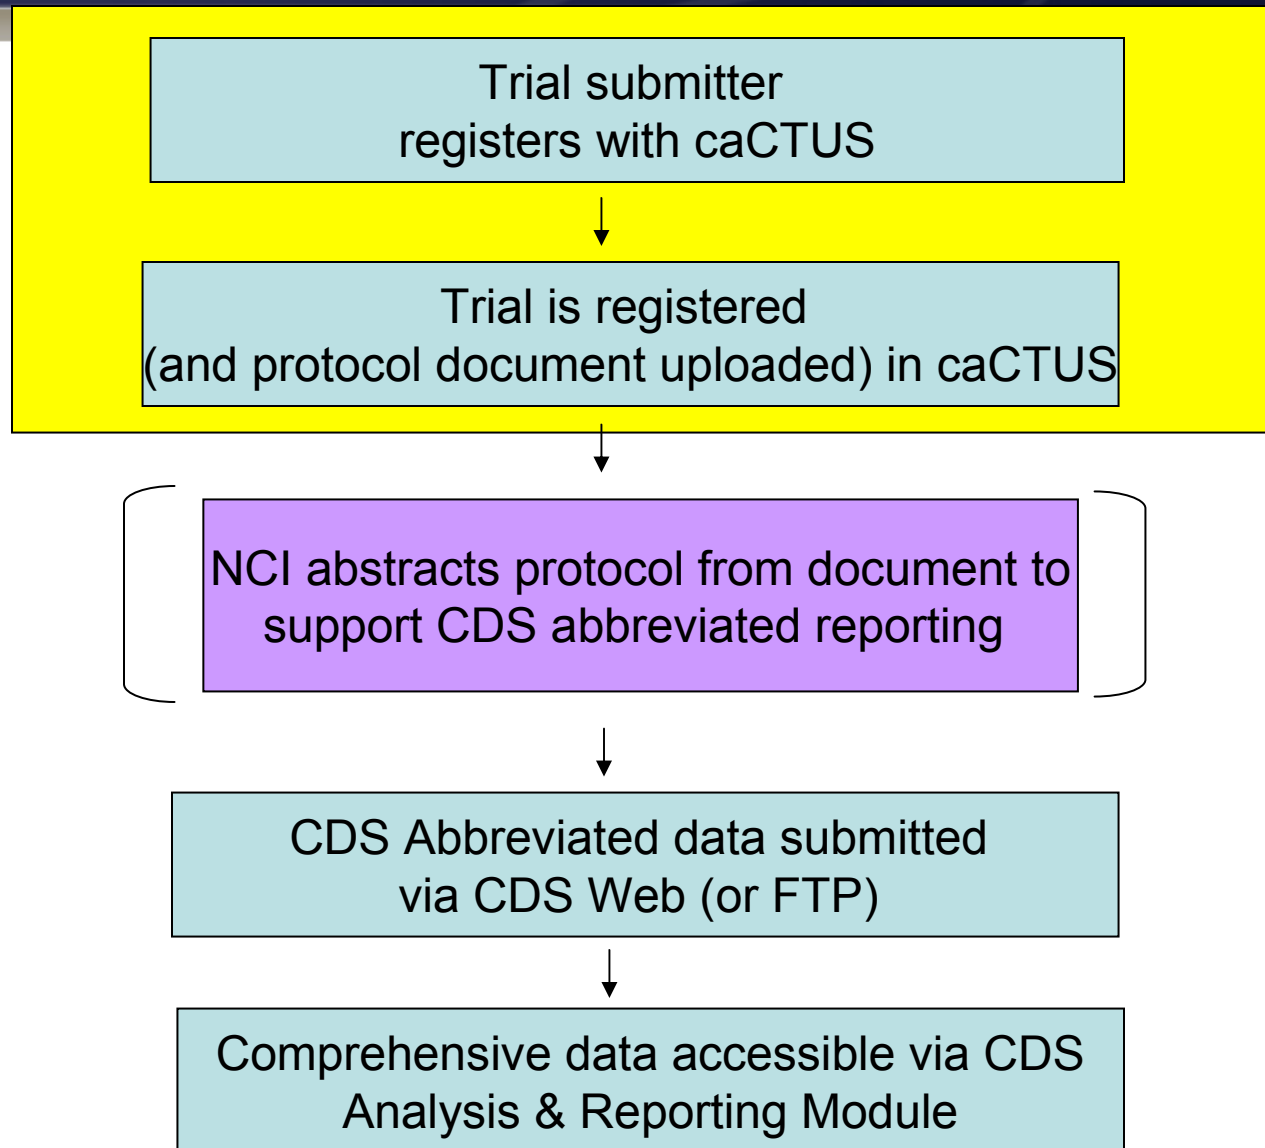 Trial submitter
registers with caCTUS
Trial is registered
(and protocol document uploaded) in caCTUS
NCI abstracts protocol from document to
support CDS abbreviated reporting
CDS Abbreviated data submitted
via CDS Web (or FTP)
Comprehensive data accessible via CDS
Analysis & Reporting Module